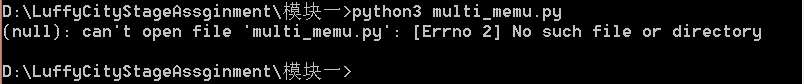 D:\LuffyCityStageAssginment\模块一>python3 multi_memu.py
(null): can't open file 'multi_memu.py': [Errno 2] No such file or directory
D:\LuffyCityStageAssginment\模块一>